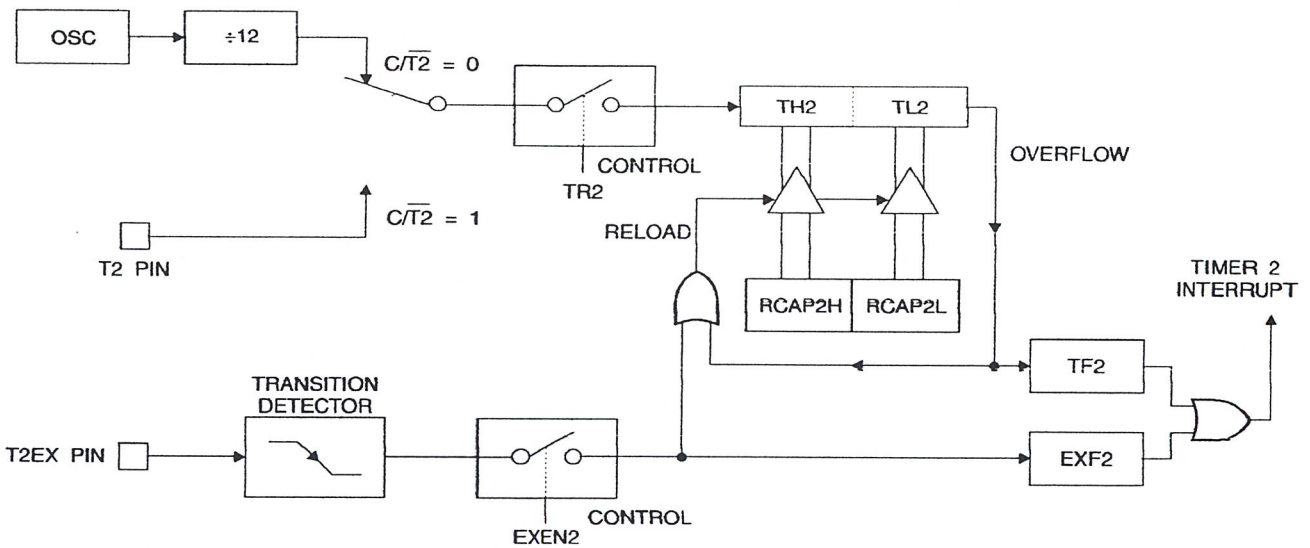 OSC
÷12
C/T2 = 0
TH2
TL2
OVERFLOW
CONTROL
TR2
C/T2 = 1
T2 PIN
RELOAD
RCAP2H
RCAP2L
TIMER 2
INTERRUPT
TF2
TRANSITION
DETECTOR
T2EX PIN
EXF2
CONTROL
EXEN2